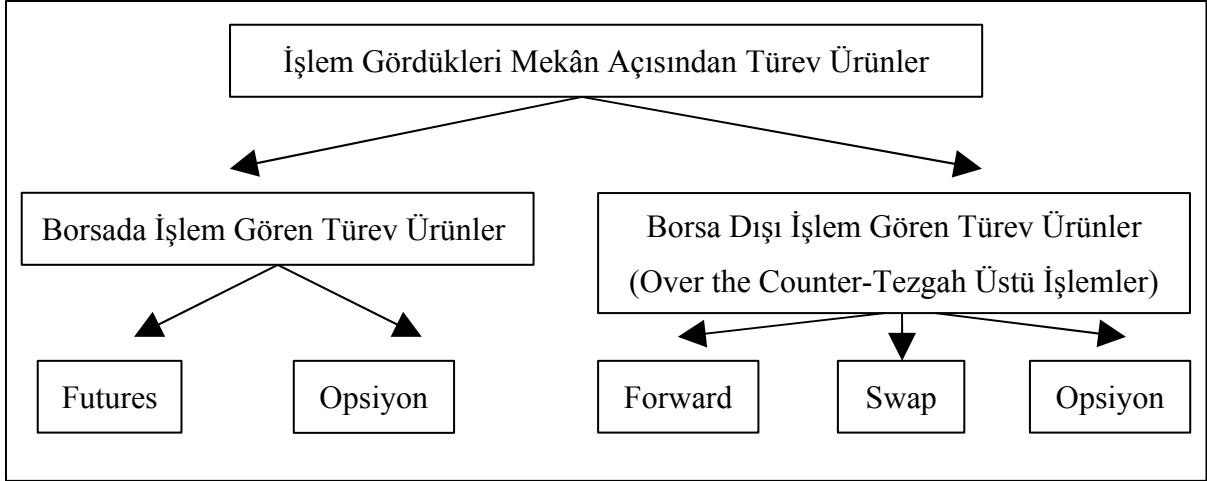 İşlem Gördükleri Mekân Açısından Türev Ürünler
Borsada İşlem Gören Türev Ürünler
Borsa Dışı İşlem Gören Türev Ürünler
(Over the Counter-Tezgah Üstü İşlemler)
Futures
Opsiyon
Forward
Swap
Opsiyon